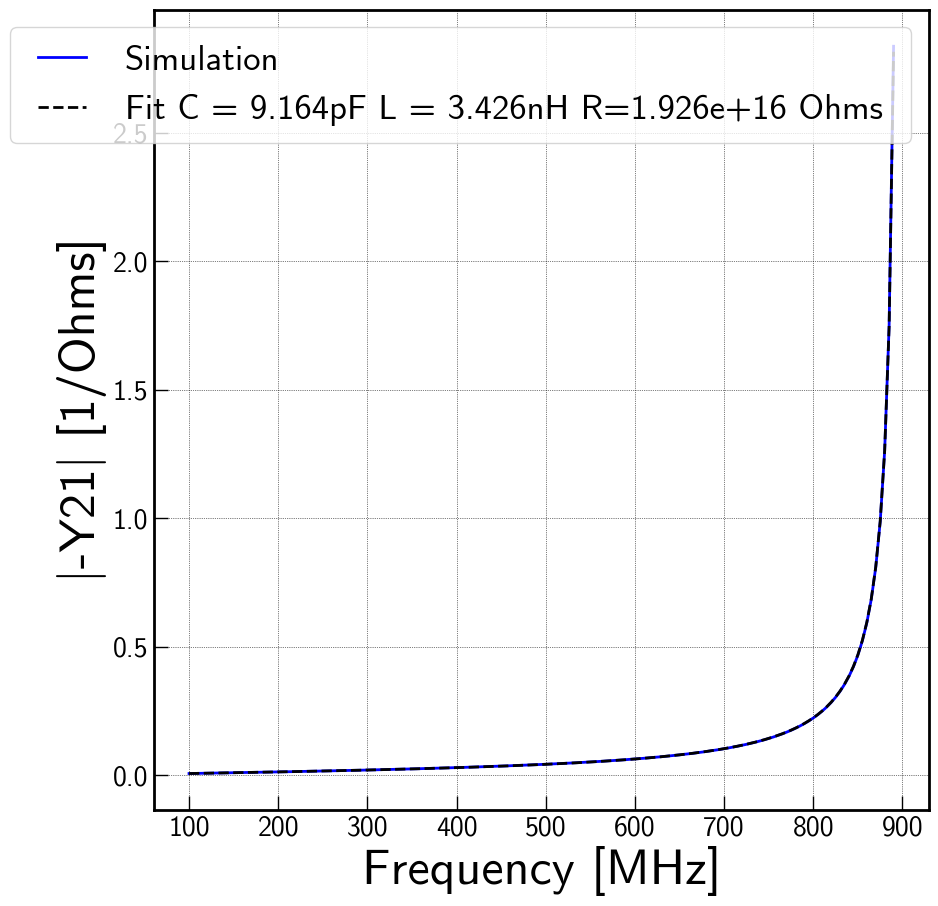 Simulation
Fit C = 9.164pF L = 3.426nH R=1.926e+16 Ohms
2.5
2.0
1.5
1.0
0.5
0.0
|-Y21| [1/Ohms]
100 200 300 400 500 600 700 800 900
Frequency [MHz]